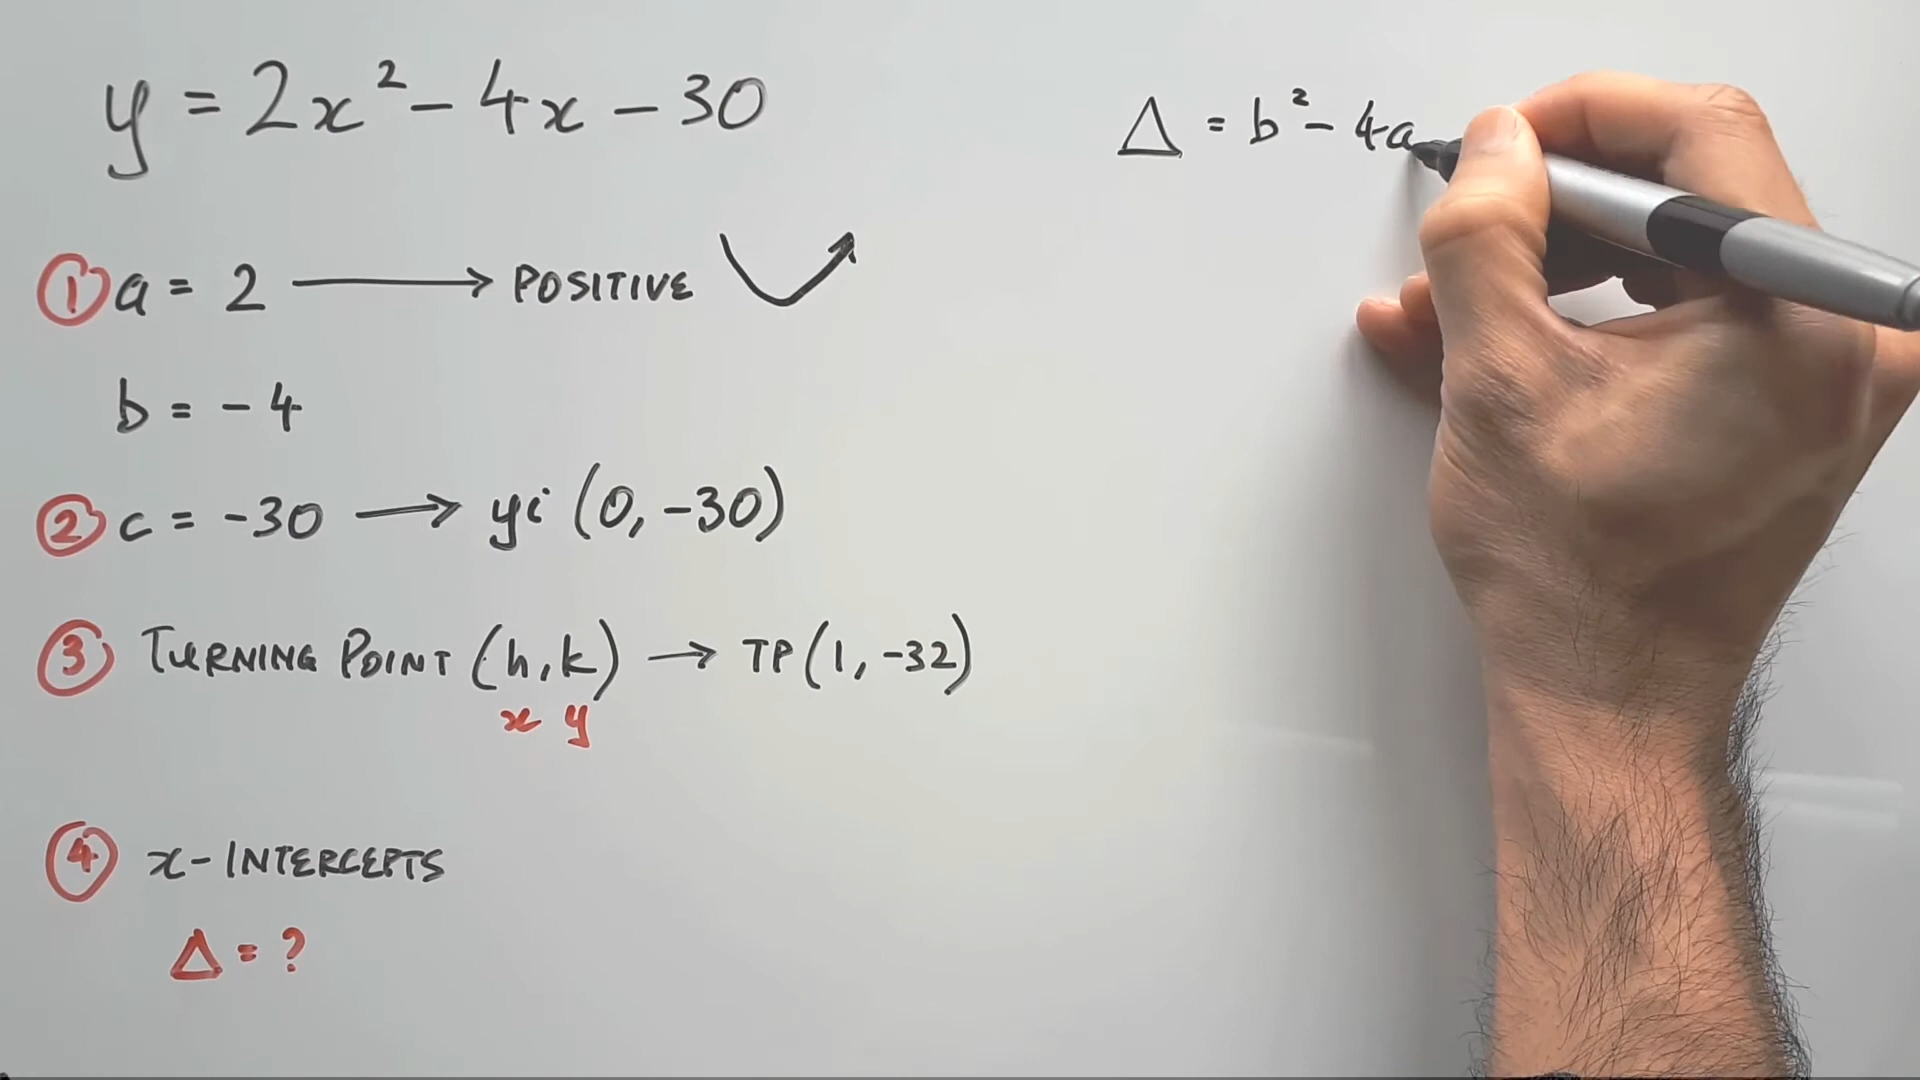 y = 2x² - 4x - 30
① a = 2 → POSITIVE
b = - 4
② c = -30 → yi (0, -30)
③ TURNING POINT (h, k) → TP (1, -32)
x y
④ x-INTERCEPTS
Δ = ?
Δ = b² - 4a